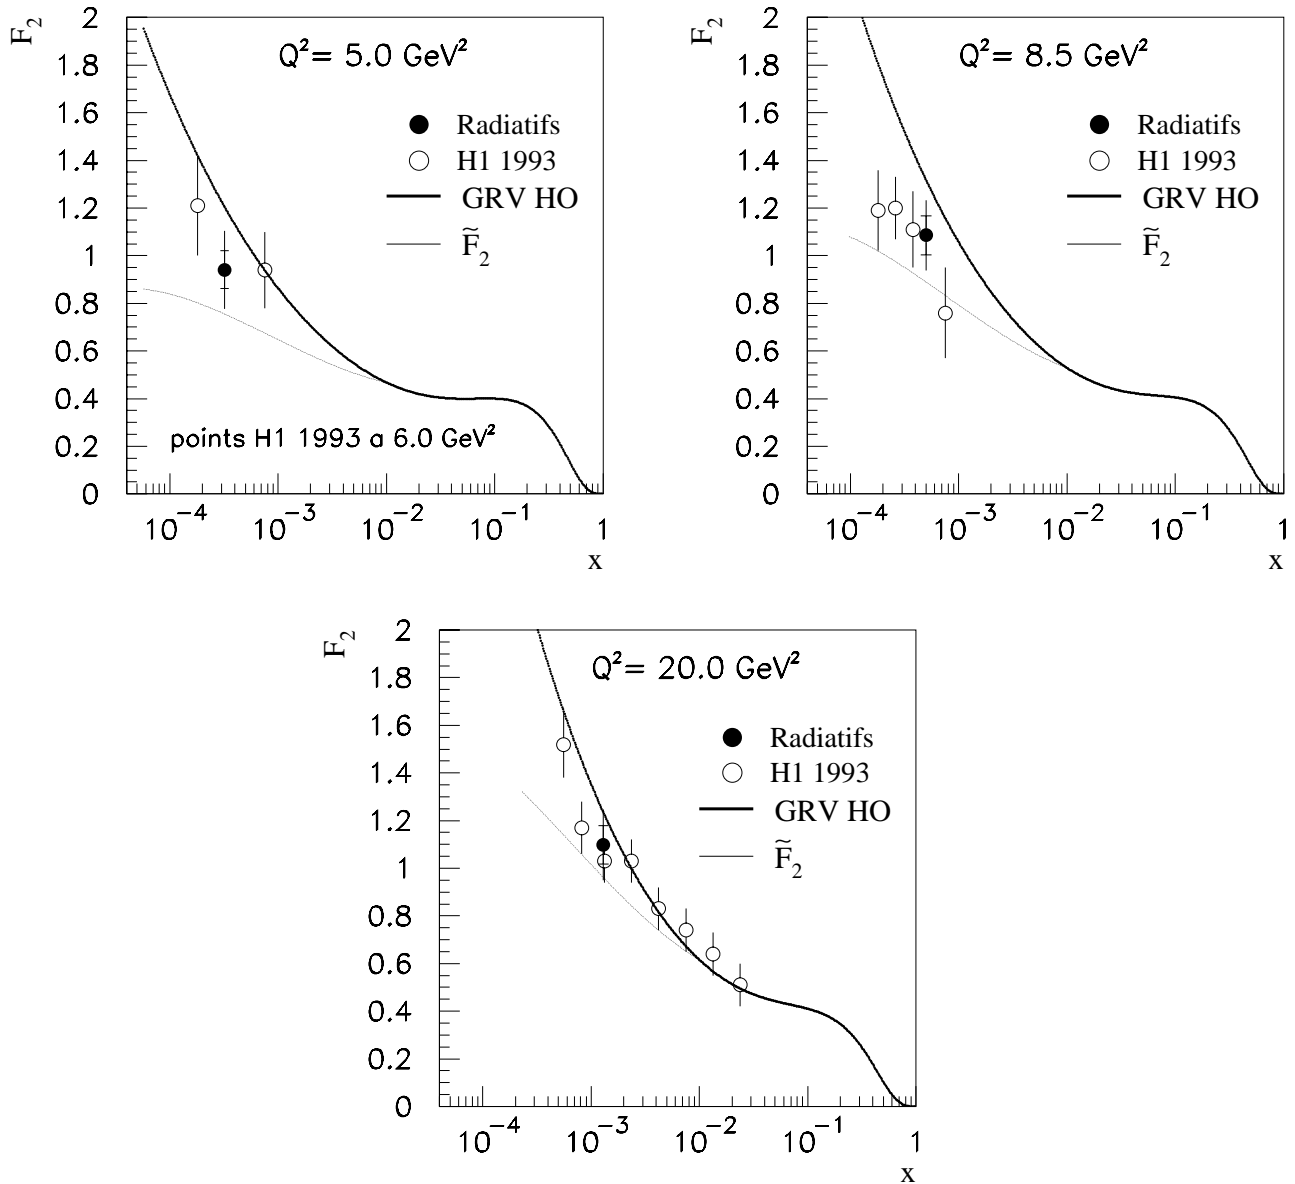 F₂
Q²= 5.0 GeV²
Radiatifs
H1 1993
GRV HO
F̃₂
points H1 1993 a 6.0 GeV²
2
1.8
1.6
1.4
1.2
1
0.8
0.6
0.4
0.2
0
10⁻⁴ 10⁻³ 10⁻² 10⁻¹ 1
x
F₂
Q²= 8.5 GeV²
Radiatifs
H1 1993
GRV HO
F̃₂
2
1.8
1.6
1.4
1.2
1
0.8
0.6
0.4
0.2
0
10⁻⁴ 10⁻³ 10⁻² 10⁻¹ 1
x
F₂
Q²= 20.0 GeV²
Radiatifs
H1 1993
GRV HO
F̃₂
2
1.8
1.6
1.4
1.2
1
0.8
0.6
0.4
0.2
0
10⁻⁴ 10⁻³ 10⁻² 10⁻¹ 1
x